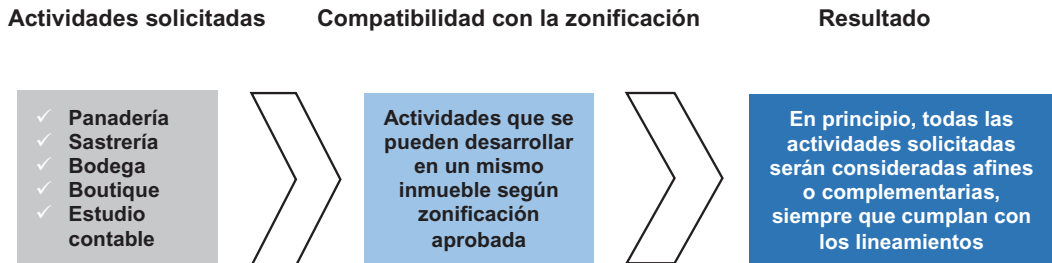 Actividades solicitadas
Compatibilidad con la zonificación
Resultado
✓ Panadería
✓ Sastrería
✓ Bodega
✓ Boutique
✓ Estudio
contable
Actividades que se
pueden desarrollar
en un mismo
inmueble según
zonificación
aprobada
En principio, todas las
actividades solicitadas
serán consideradas afines
o complementarias,
siempre que cumplan con
los lineamientos